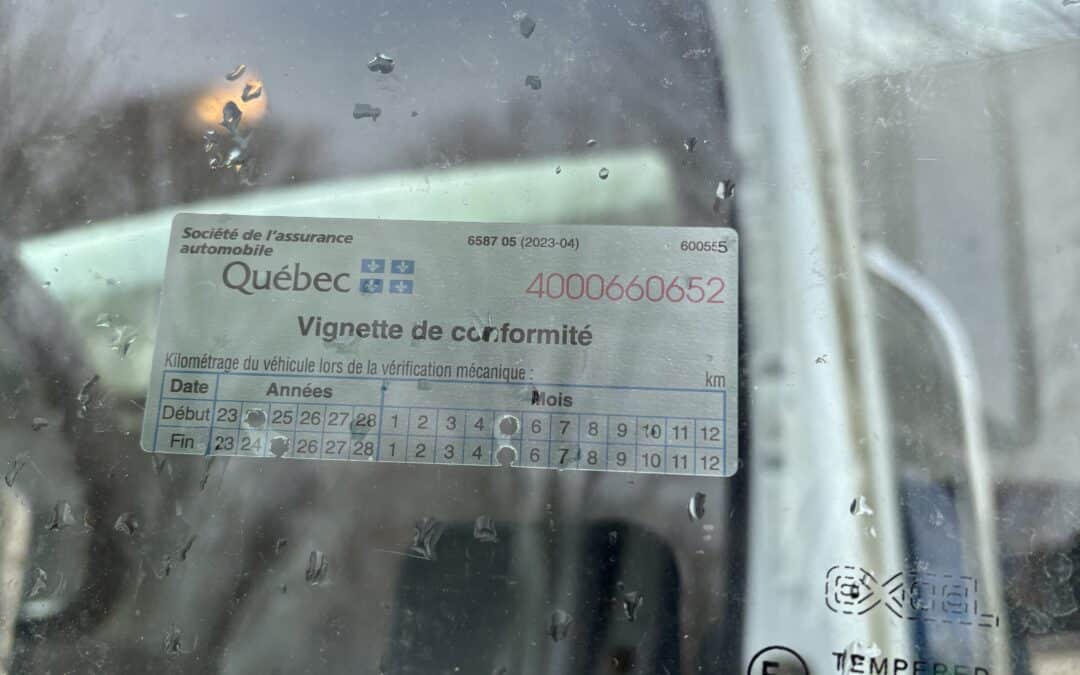 Société de l'assurance
automobile
Québec
6587 05 (2023-04)
600555
4000660652
Vignette de conformité
Kilométrage du véhicule lors de la vérification mécanique :
km
Date Années Mois
Début 23 25 26 27 28 1 2 3 4 6 7 8 9 10 11 12
Fin 23 24 26 27 28 1 2 3 4 6 7 8 9 10 11 12
TEMPERED